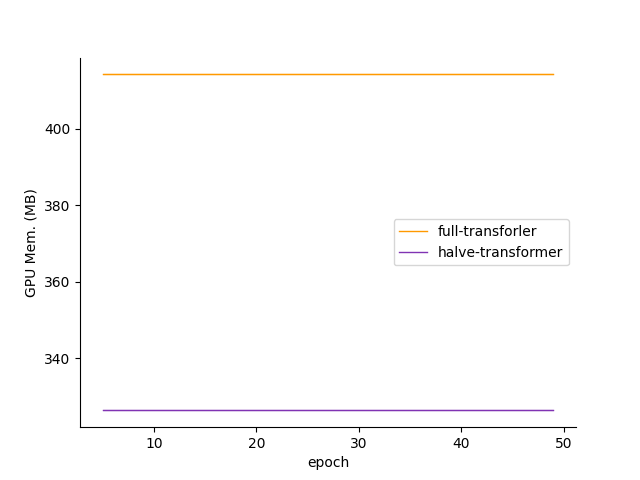 GPU Mem. (MB)
400
380
360
340
full-transforler
halve-transformer
10 20 30 40 50
epoch